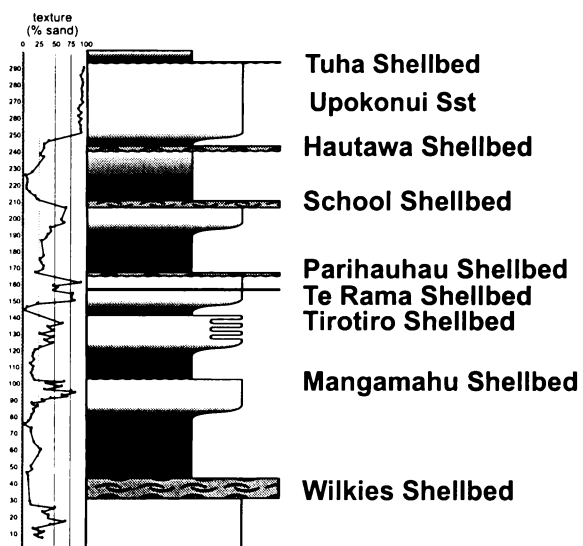 texture
(% sand)
0 25 50 75 100
290
280
270
260
250
240
230
220
210
200
190
180
170
160
150
140
130
120
110
100
90
80
70
60
50
40
30
20
10
Tuha Shellbed
Upokonui Sst
Hautawa Shellbed
School Shellbed
Parihauhau Shellbed
Te Rama Shellbed
Tirotiro Shellbed
Mangamahu Shellbed
Wilkies Shellbed